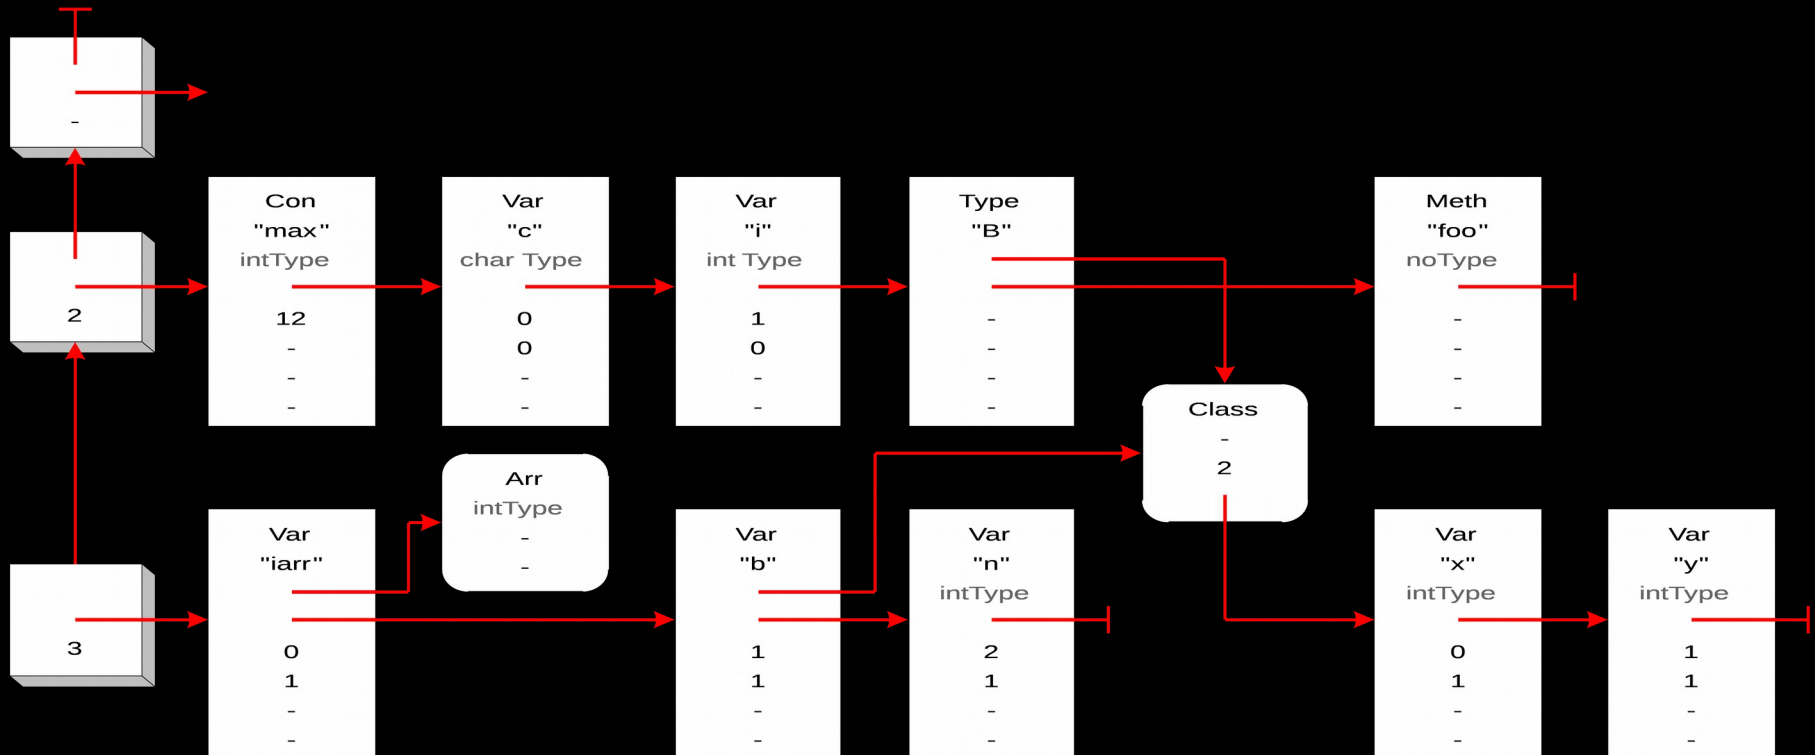 -
2
Con
"max"
intType
12
-
-
-
Var
"c"
char Type
0
0
-
-
Var
"i"
int Type
1
0
-
-
Type
"B"
-
-
-
-
Meth
"foo"
noType
-
-
-
-
Class
-
2
Arr
intType
-
-
3
Var
"iarr"
0
1
-
-
Var
"b"
1
1
-
-
Var
"n"
intType
2
1
-
-
Var
"x"
intType
0
1
-
-
Var
"y"
intType
1
1
-
-